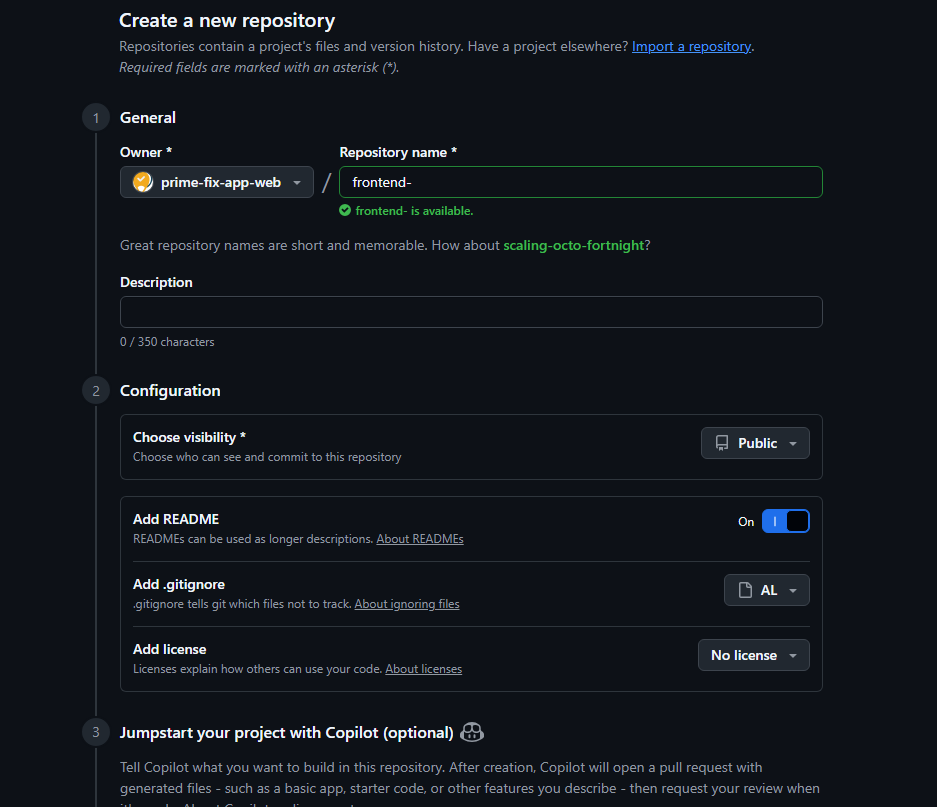 Create a new repository
Repositories contain a project's files and version history. Have a project elsewhere? Import a repository.
Required fields are marked with an asterisk (*).
1 General
Owner * Repository name *
prime-fix-app-web / frontend-
frontend- is available.
Great repository names are short and memorable. How about scaling-octo-fortnight?
Description
0 / 350 characters
2 Configuration
Choose visibility * Public
Choose who can see and commit to this repository
Add README On
READMEs can be used as longer descriptions. About READMEs
Add .gitignore AL
.gitignore tells git which files not to track. About ignoring files
Add license No license
Licenses explain how others can use your code. About licenses
3 Jumpstart your project with Copilot (optional)
Tell Copilot what you want to build in this repository. After creation, Copilot will open a pull request with
generated files - such as a basic app, starter code, or other features you describe - then request your review when